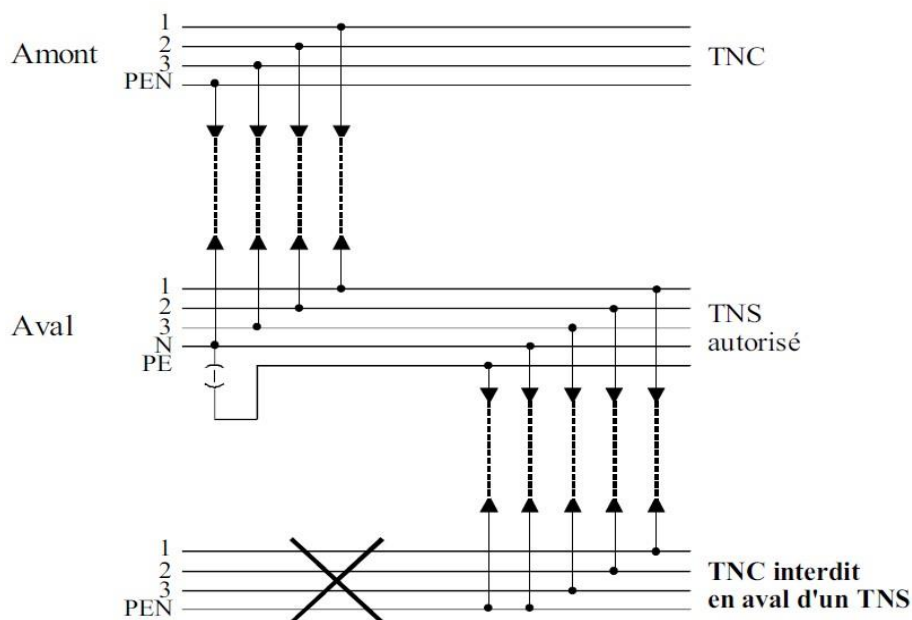 1
2
Amont
TNC
3
PEN
1
2
TNS
Aval
3
autorisé
N
PE
1
2
TNC interdit
3
en aval d'un TNS
PEN